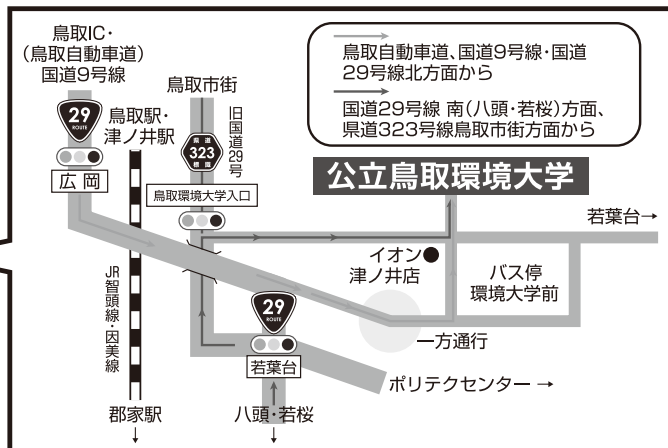 鳥取IC・
(鳥取自動車道)
国道9号線
29
ROUTE
広岡
鳥取駅・
津ノ井駅
鳥取市街
県道
323
鳥取
旧国道29号
鳥取環境大学入口
鳥取自動車道、国道9号線・国道
29号線北方面から
国道29号線 南(八頭・若桜)方面、
県道323号線鳥取市街方面から
公立鳥取環境大学
若葉台→
イオン
津ノ井店
バス停
環境大学前
JR智頭線・因美線
29
ROUTE
一方通行
若葉台
ポリテクセンター →
郡家駅
↓
八頭・若桜
↓